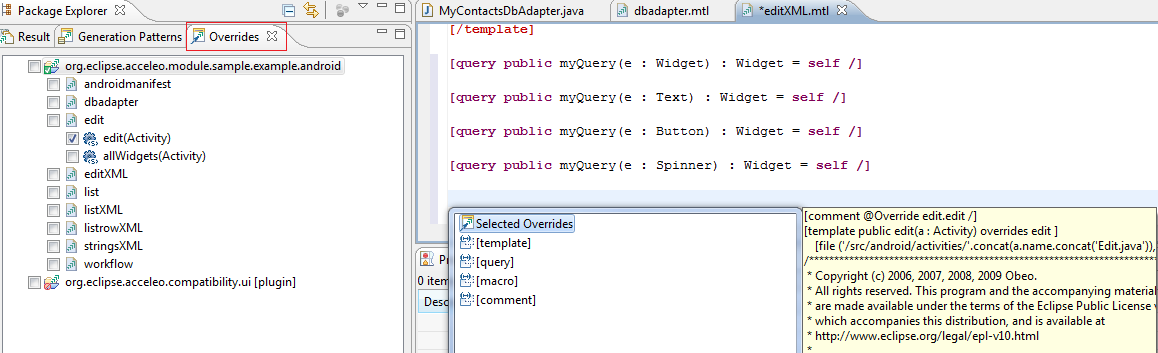 Package Explorer
Result
Generation Patterns
Overrides
org.eclipse.acceleo.module.sample.example.android
androidmanifest
dbadapter
edit
edit(Activity)
allWidgets(Activity)
editXML
list
listXML
listrowXML
stringsXML
workflow
org.eclipse.acceleo.compatibility.ui [plugin]
MyContactsDbAdapter.java
dbadapter.mtl
*editXML.mtl
[/template]
[query public myQuery(e : Widget) : Widget = self /]
[query public myQuery(e : Text) : Widget = self /]
[query public myQuery(e : Button) : Widget = self /]
[query public myQuery(e : Spinner) : Widget = self /]
Pr
0 item
Desc
Selected Overrides
[template]
[query]
[macro]
[comment]
[comment @Override edit.edit /]
[template public edit(a : Activity) overrides edit ]
[file ('/src/android/activities/'.concat(a.name.concat('Edit.java')),
/*******************************************************************
* Copyright (c) 2006, 2007, 2008, 2009 Obeo.
* All rights reserved. This program and the accompanying material
* are made available under the terms of the Eclipse Public License v
* which accompanies this distribution, and is available at
* http://www.eclipse.org/legal/epl-v10.html
*